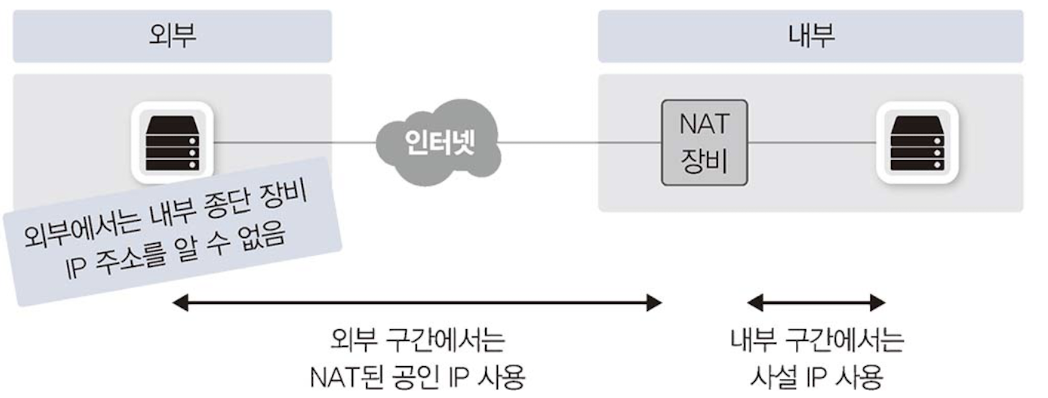 외부
내부
인터넷
NAT
장비
외부에서는 내부 종단 장비
IP 주소를 알 수 없음
외부 구간에서는
NAT된 공인 IP 사용
내부 구간에서는
사설 IP 사용